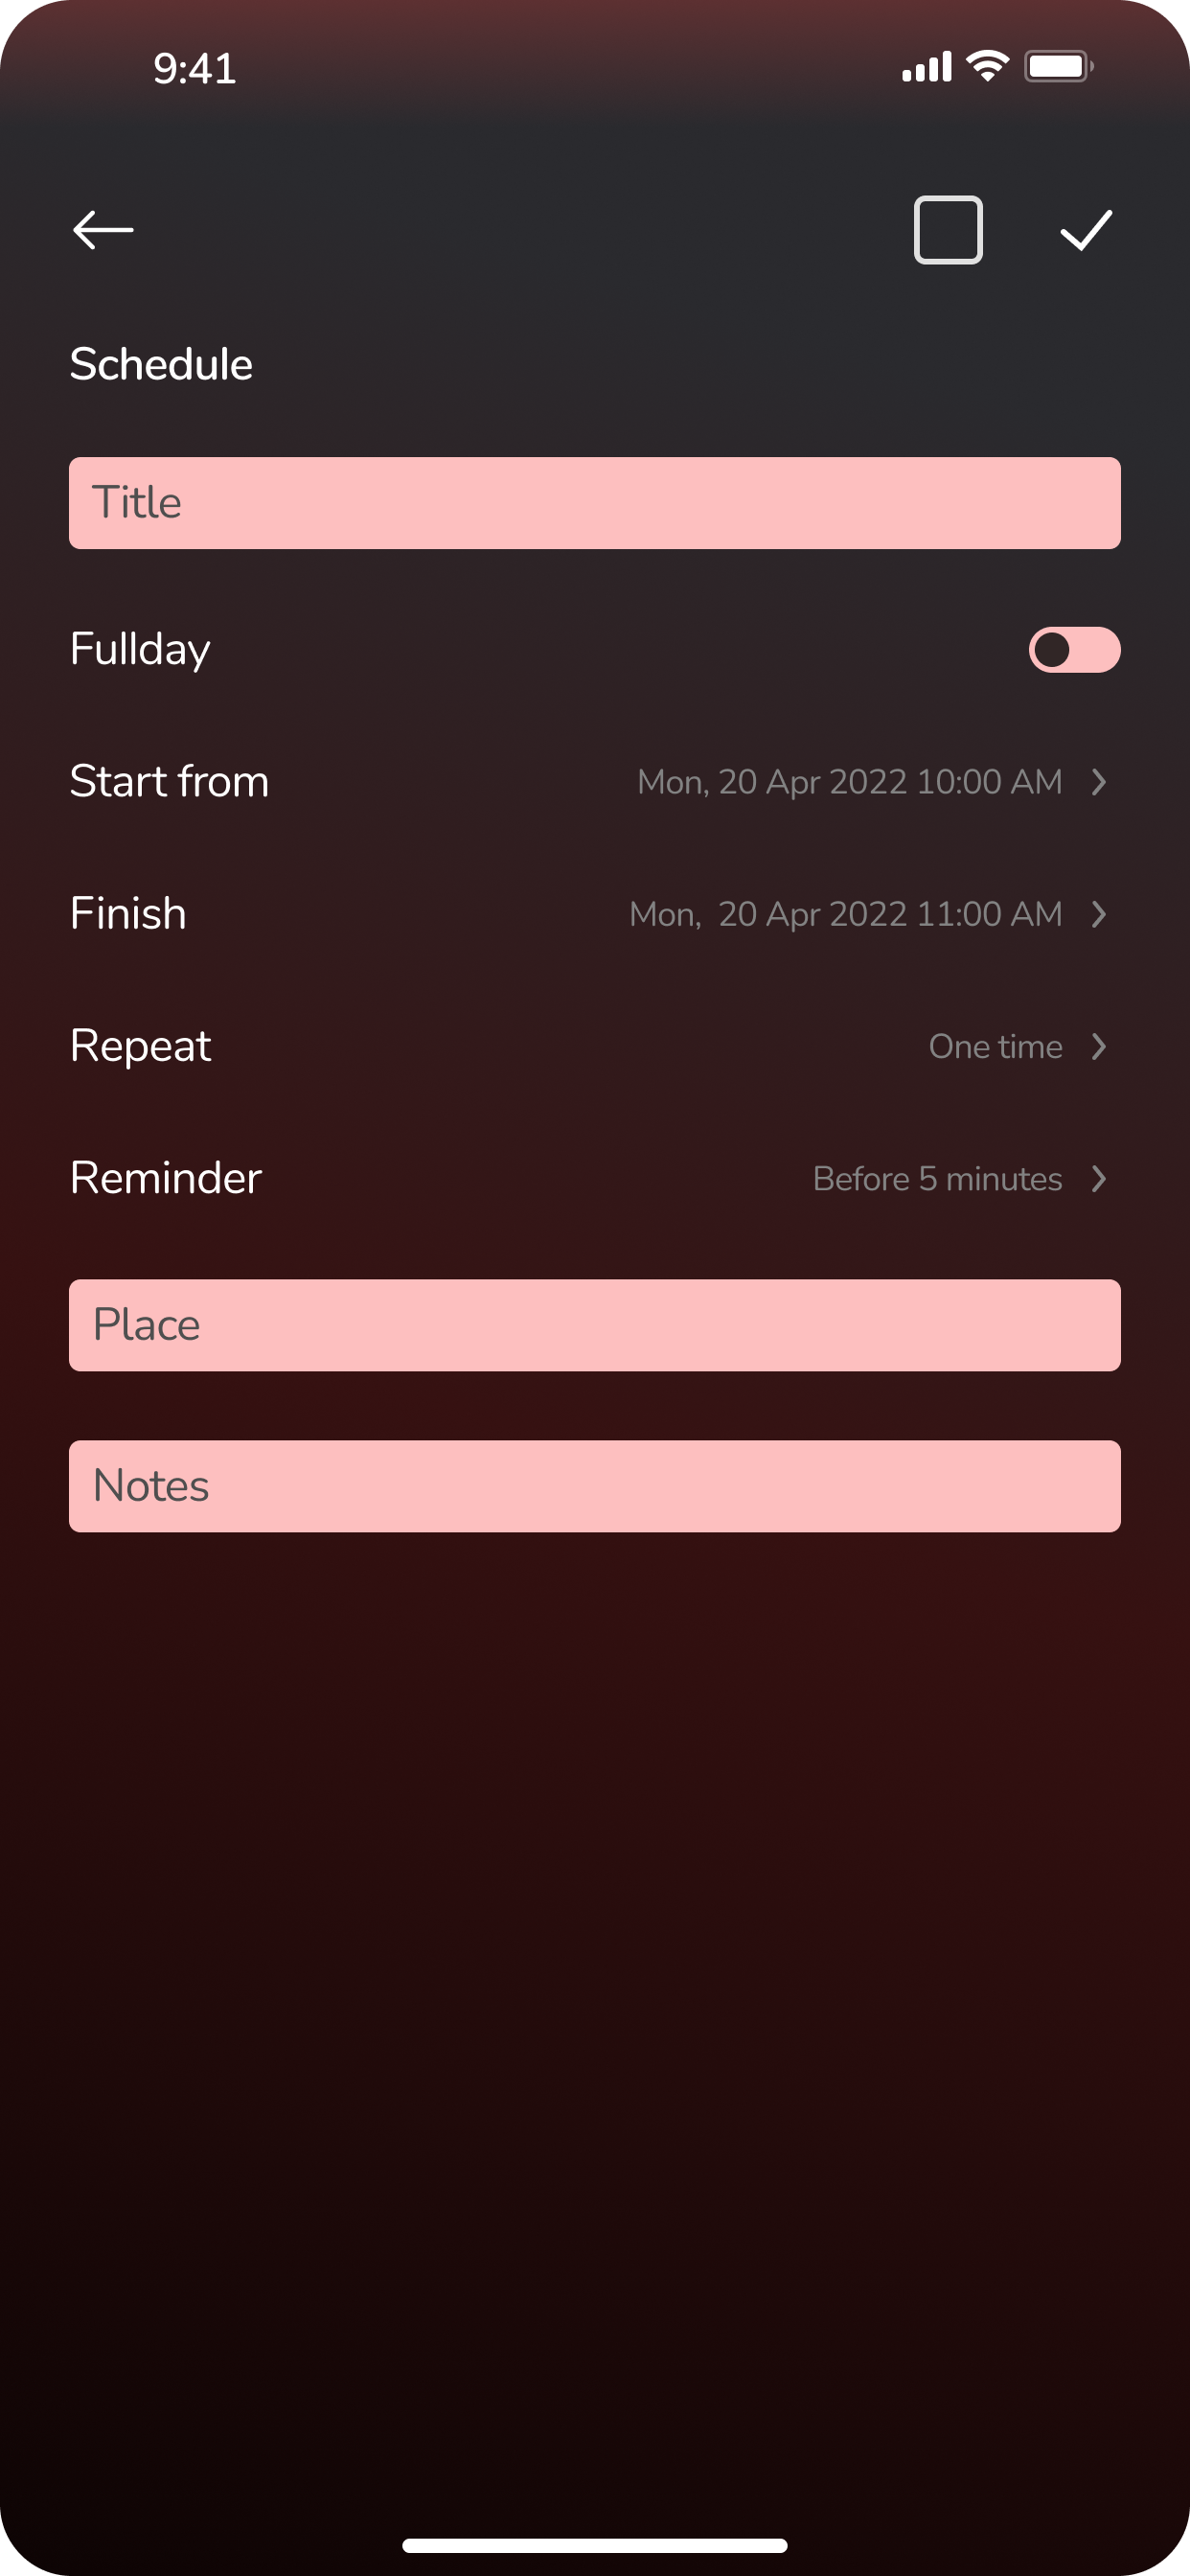 9:41
Schedule
Title
Fullday
Start from Mon, 20 Apr 2022 10:00 AM
Finish Mon,  20 Apr 2022 11:00 AM
Repeat One time
Reminder Before 5 minutes
Place
Notes